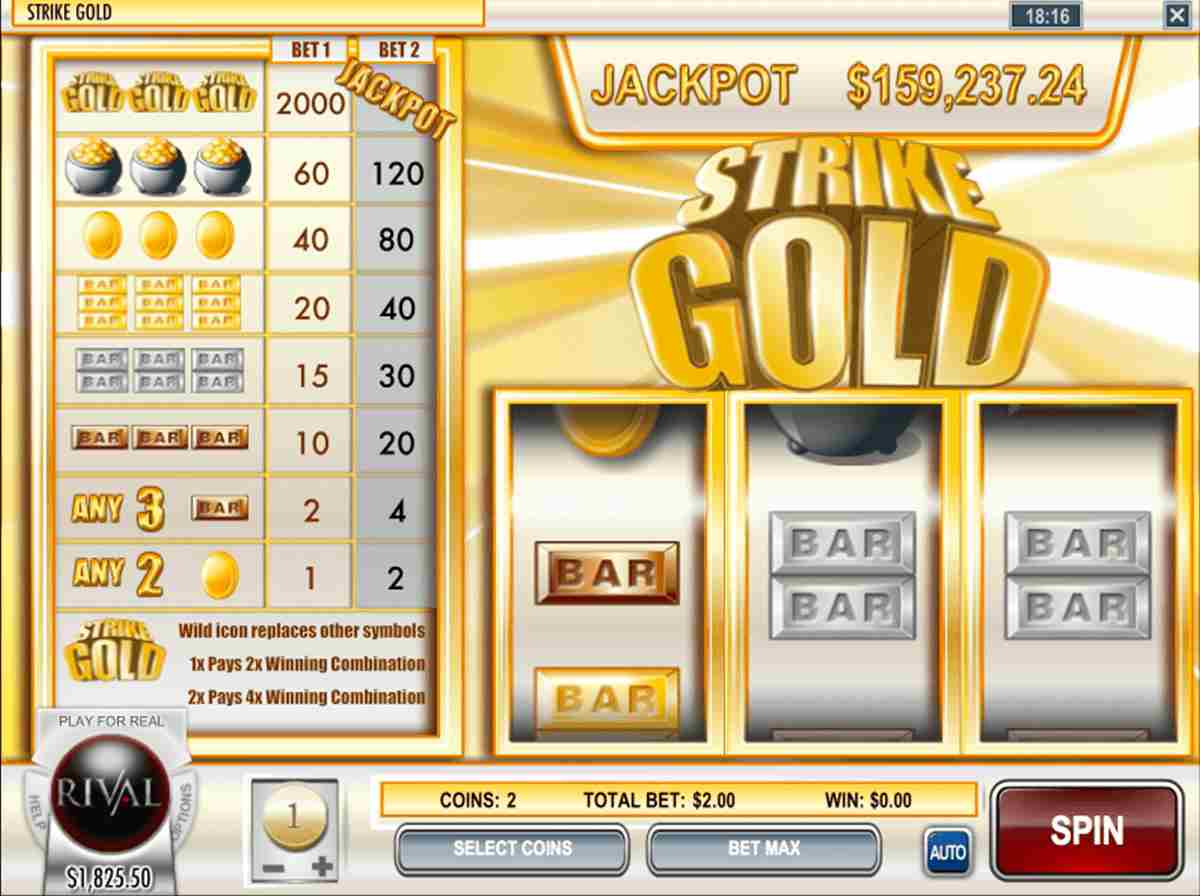 STRIKE GOLD
18:16
BET 1 BET 2
STRIKE GOLD STRIKE GOLD STRIKE GOLD 2000 JACKPOT
60 120
40 80
BAR BAR BAR
BAR BAR BAR
BAR BAR BAR
20 40
BAR BAR BAR
BAR BAR BAR
15 30
BAR BAR BAR 10 20
ANY 3 BAR 2 4
ANY 2 1 2
STRIKE
GOLD
Wild icon replaces other symbols
1x Pays 2x Winning Combination
2x Pays 4x Winning Combination
JACKPOT $159,237.24
STRIKE
GOLD
BAR BAR
BAR
BAR BAR
BAR
PLAY FOR REAL
RIVAL
HELP
OPTIONS
$1,825.50
1
- +
COINS: 2 TOTAL BET: $2.00 WIN: $0.00
SELECT COINS BET MAX AUTO SPIN